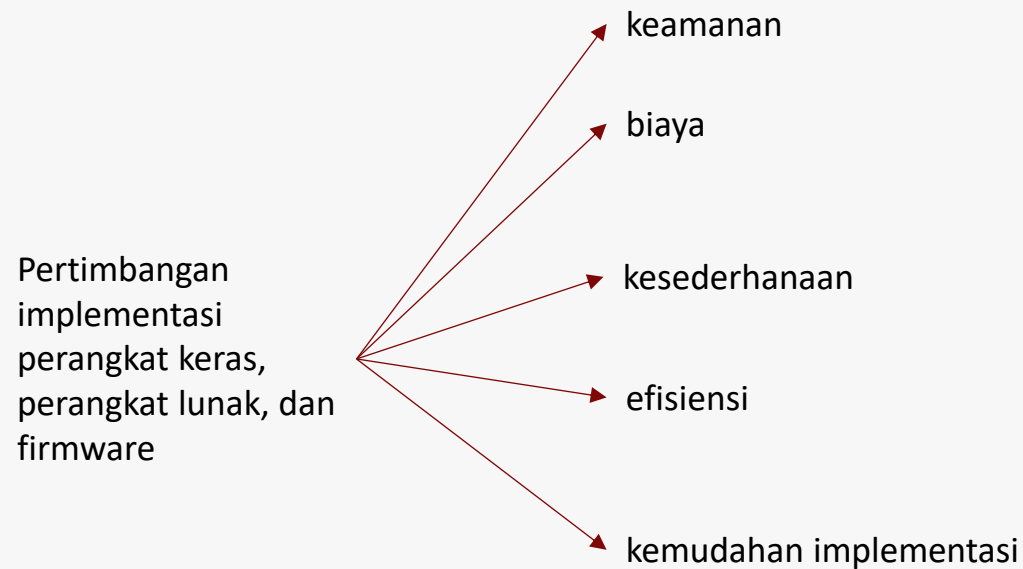 keamanan
biaya
Pertimbangan
implementasi
perangkat keras,
perangkat lunak, dan
firmware
kesederhanaan
efisiensi
kemudahan implementasi